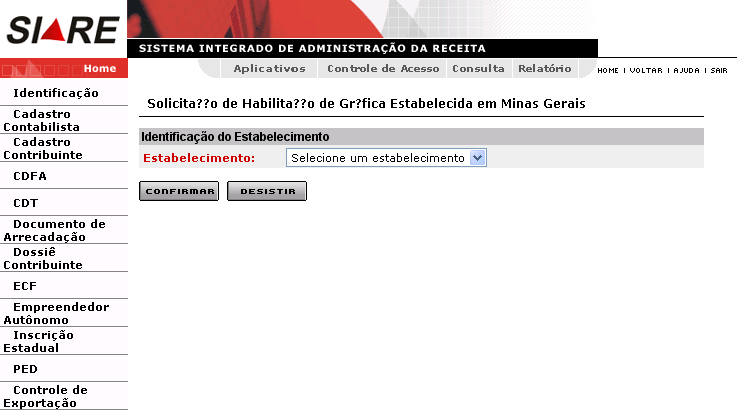 SIARE
SISTEMA INTEGRADO DE ADMINISTRAÇÃO DA RECEITA
Home
Aplicativos
Controle de Acesso
Consulta
Relatório
HOME | VOLTAR | AJUDA | SAIR
Identificação
Cadastro
Contabilista
Cadastro
Contribuinte
CDFA
CDT
Documento de
Arrecadação
Dossiê
Contribuinte
ECF
Empreendedor
Autônomo
Inscrição
Estadual
PED
Controle de
Exportação
Solicita??o de Habilita??o de Gr?fica Estabelecida em Minas Gerais
Identificação do Estabelecimento
Estabelecimento:
Selecione um estabelecimento
CONFIRMAR
DESISTIR